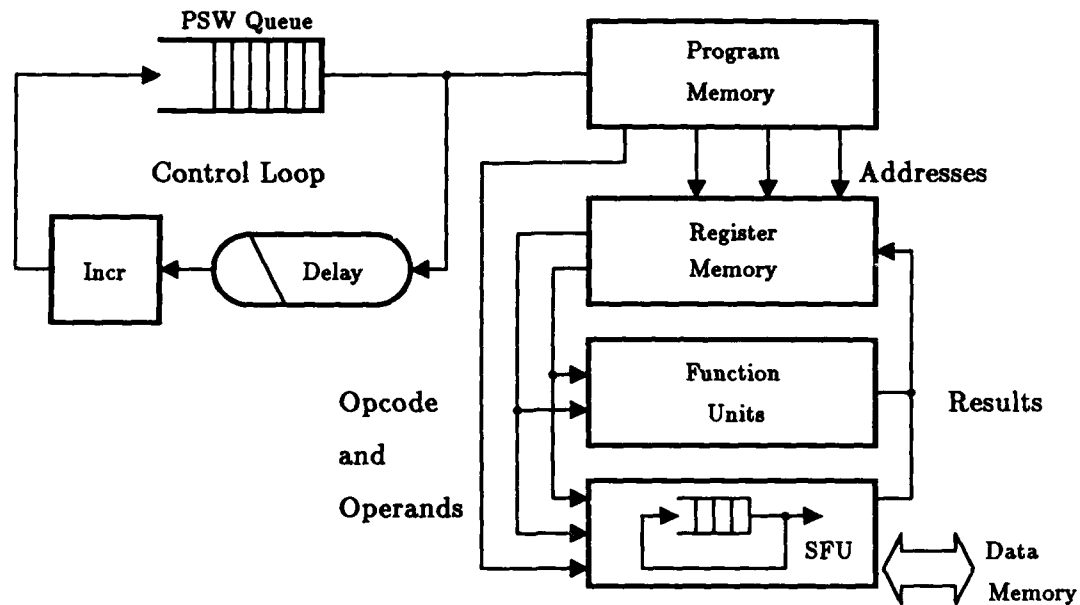 PSW Queue
Program
Memory
Control Loop
Addresses
Incr
Delay
Register
Memory
Opcode
and
Operands
Function
Units
Results
SFU
Data
Memory